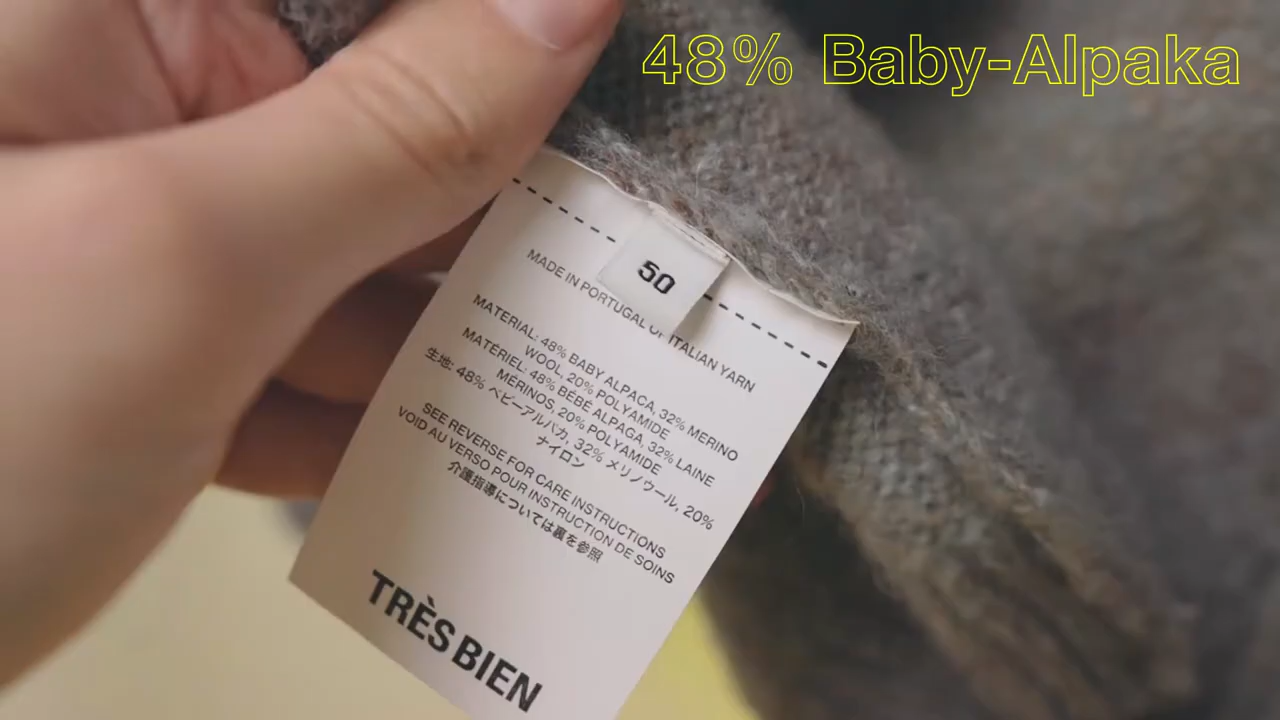 48% Baby-Alpaka
50
MADE IN PORTUGAL OF ITALIAN YARN
MATERIAL: 48% BABY ALPACA, 32% MERINO
WOOL, 20% POLYAMIDE
MATÉRIEL: 48% BÉBÉ ALPAGA, 32% LAINE
MÉRINOS, 20% POLYAMIDE
生地: 48% ベビーアルパカ, 32% メリノウール, 20%
ナイロン
SEE REVERSE FOR CARE INSTRUCTIONS
VOID AU VERSO POUR INSTRUCTION DE SOINS
介護指導については裏を参照
TRÈS BIEN